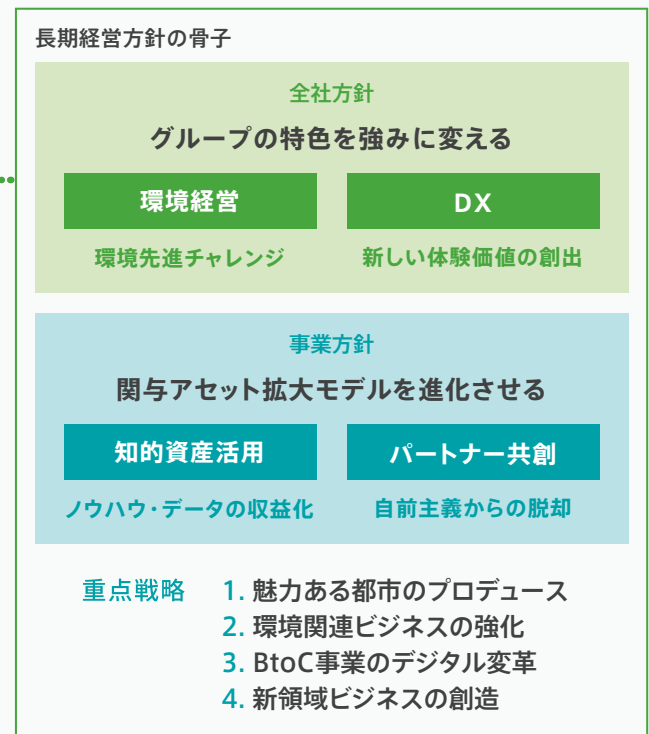 長期経営方針の骨子
全社方針
グループの特色を強みに変える
環境経営 DX
環境先進チャレンジ 新しい体験価値の創出
事業方針
関与アセット拡大モデルを進化させる
知的資産活用 パートナー共創
ノウハウ・データの収益化 自前主義からの脱却
重点戦略 1. 魅力ある都市のプロデュース
2. 環境関連ビジネスの強化
3. BtoC事業のデジタル変革
4. 新領域ビジネスの創造